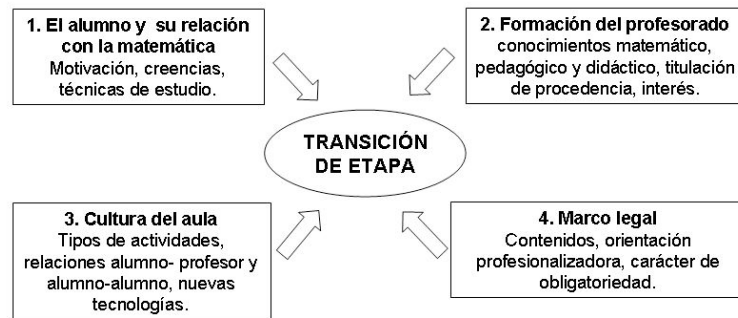 1. El alumno y su relación
con la matemática
Motivación, creencias,
técnicas de estudio.
2. Formación del profesorado
conocimientos matemático,
pedagógico y didáctico, titulación
de procedencia, interés.
TRANSICIÓN
DE ETAPA
3. Cultura del aula
Tipos de actividades,
relaciones alumno- profesor y
alumno-alumno, nuevas
tecnologías.
4. Marco legal
Contenidos, orientación
profesionalizadora, carácter de
obligatoriedad.